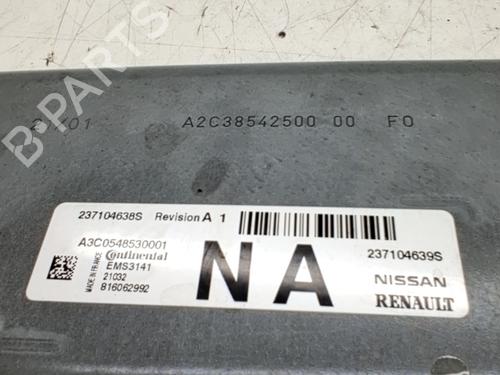 21K01 A2C38542500 00 F0
237104638S Revision A 1
A3C0548530001
Continental
EMS3141
21032
816062992
MADE IN FRANCE
NA
237104639S
NISSAN
RENAULT
B-PARTS